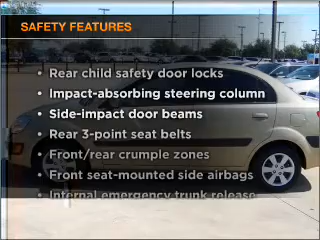 SAFETY FEATURES
• Rear child safety door locks
• Impact-absorbing steering column
• Side-impact door beams
• Rear 3-point seat belts
• Front/rear crumple zones
• Front seat-mounted side airbags
• Internal emergency trunk release